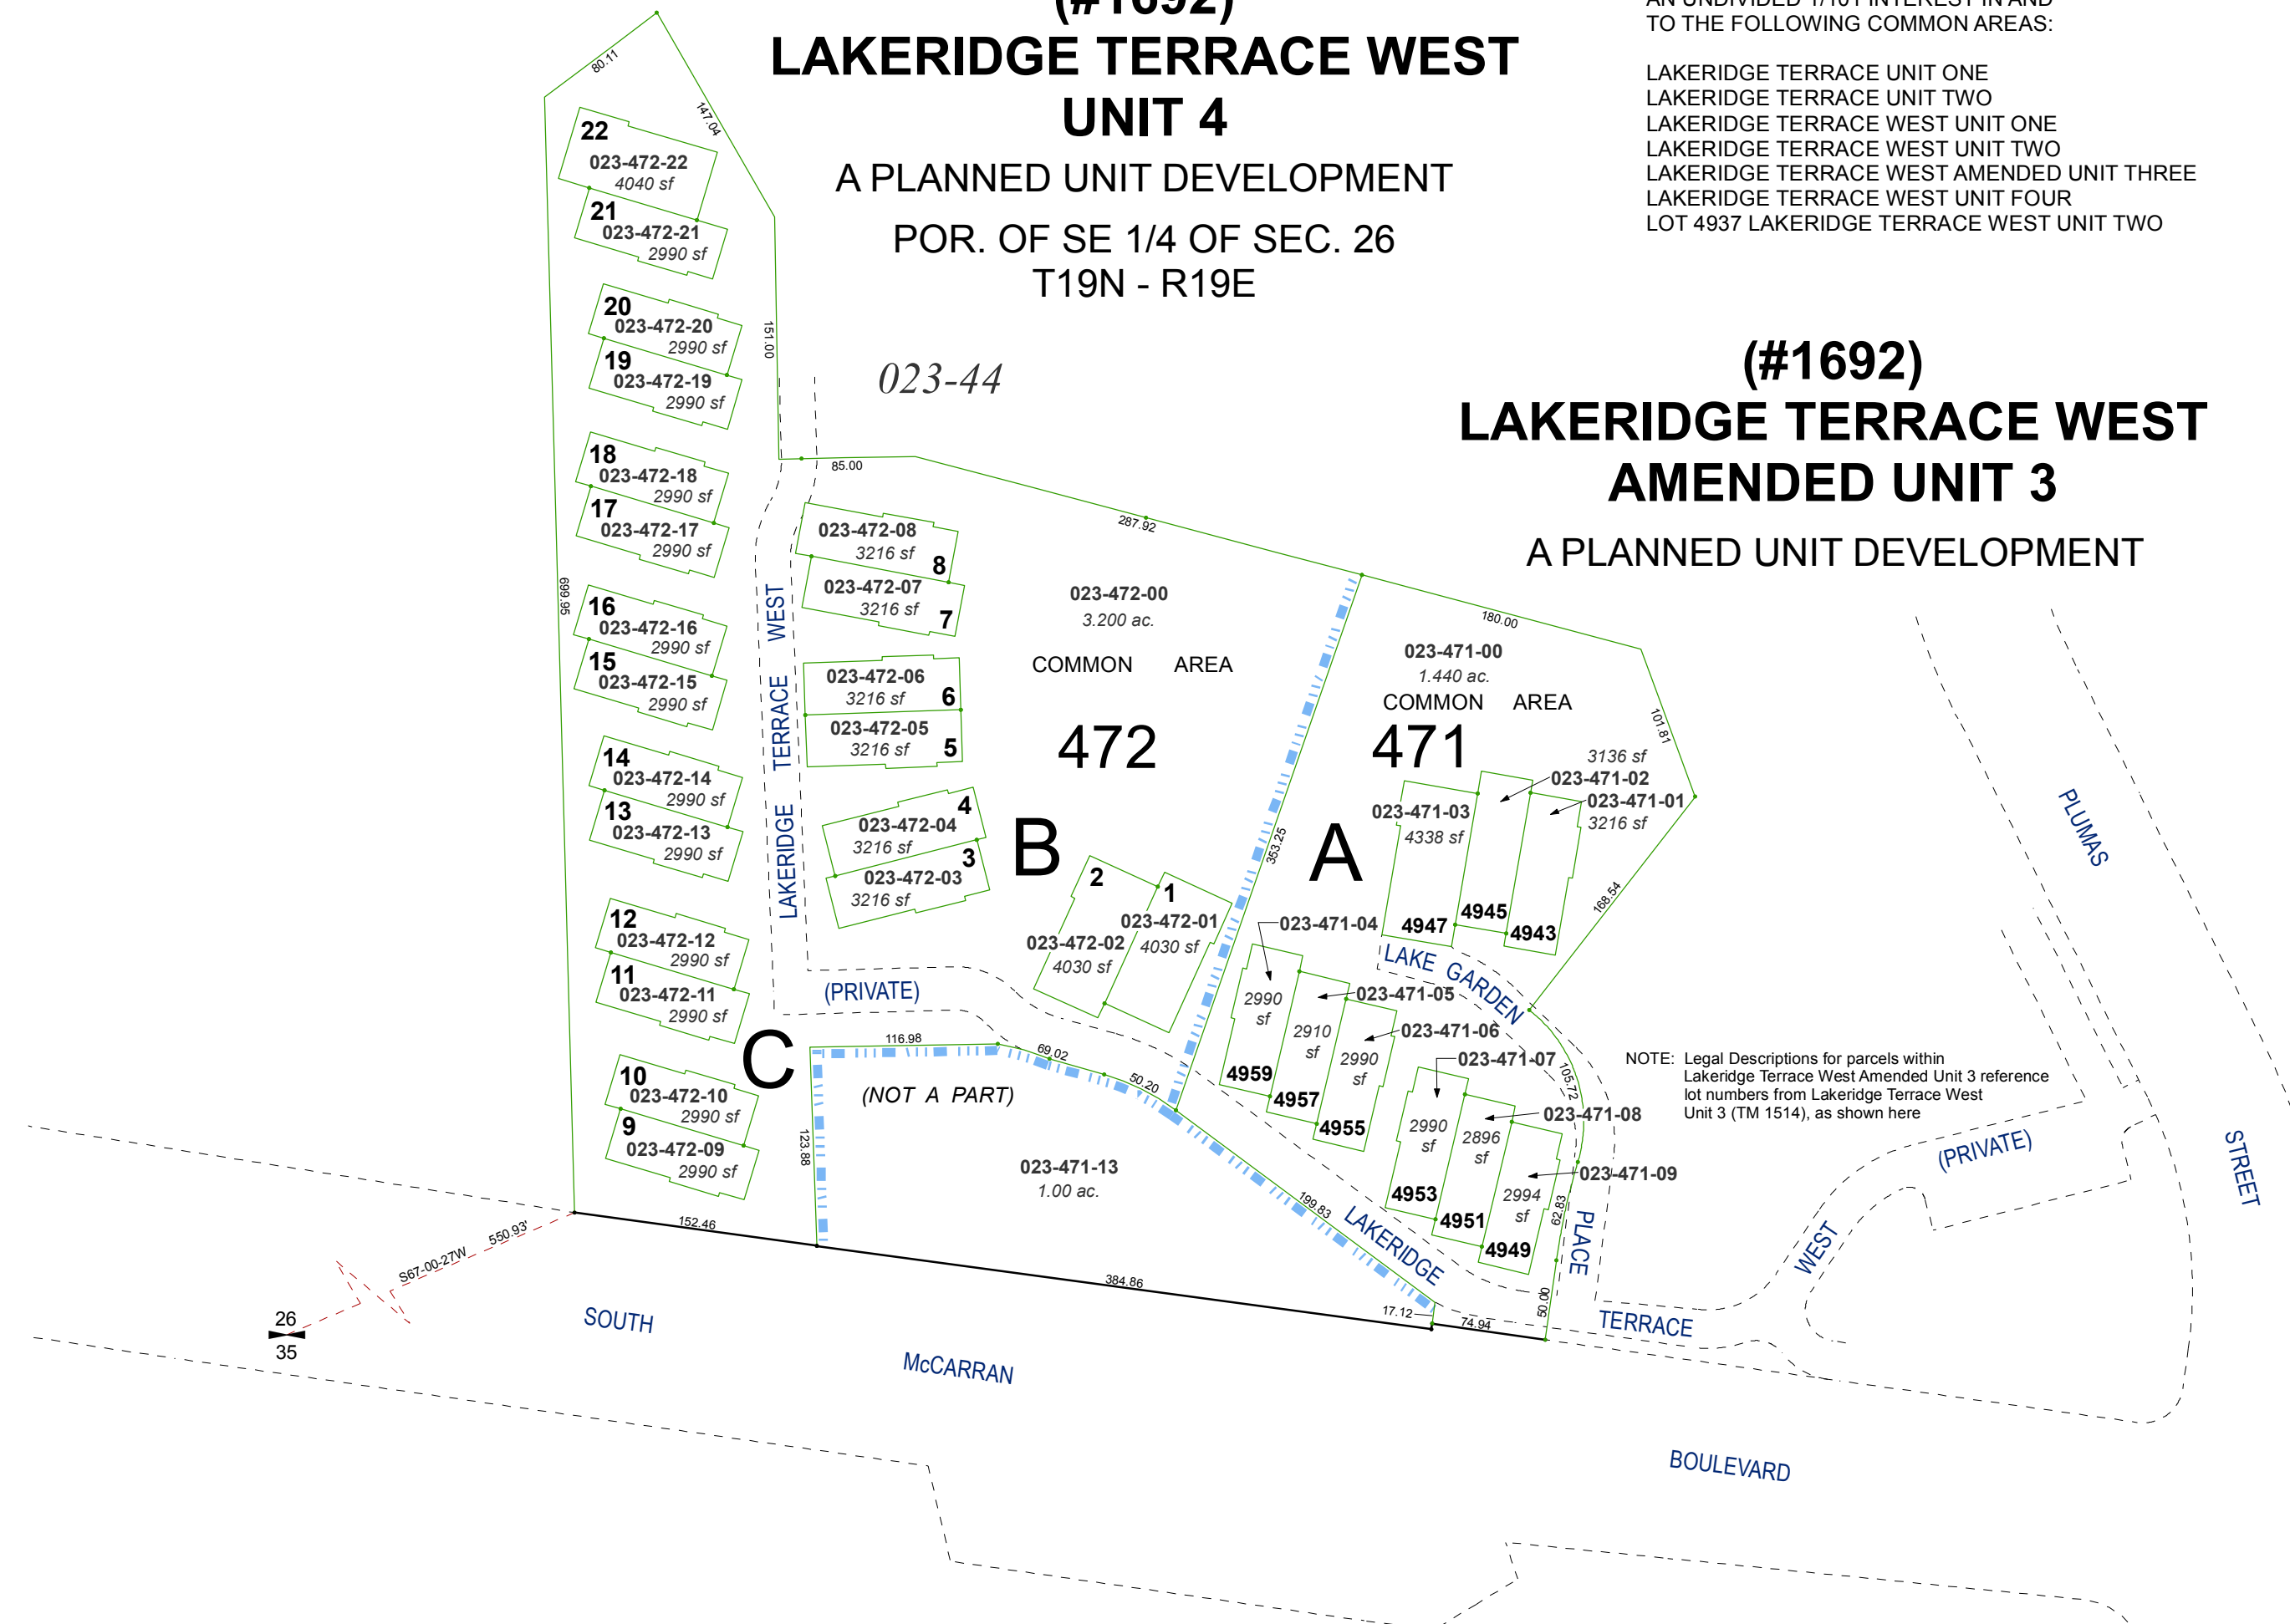 (#1692)
LAKERIDGE TERRACE WEST
UNIT 4
A PLANNED UNIT DEVELOPMENT
POR. OF SE 1/4 OF SEC. 26
T19N - R19E
AN UNDIVIDED 1/101 INTEREST IN AND
TO THE FOLLOWING COMMON AREAS:
LAKERIDGE TERRACE UNIT ONE
LAKERIDGE TERRACE UNIT TWO
LAKERIDGE TERRACE WEST UNIT ONE
LAKERIDGE TERRACE WEST UNIT TWO
LAKERIDGE TERRACE WEST AMENDED UNIT THREE
LAKERIDGE TERRACE WEST UNIT FOUR
LOT 4937 LAKERIDGE TERRACE WEST UNIT TWO
(#1692)
LAKERIDGE TERRACE WEST
AMENDED UNIT 3
A PLANNED UNIT DEVELOPMENT
023-44
80.11
147.04
151.00
85.00
287.92
180.00
101.81
168.54
353.25
699.95
22
023-472-22
4040 sf
21
023-472-21
2990 sf
20
023-472-20
2990 sf
19
023-472-19
2990 sf
18
023-472-18
2990 sf
17
023-472-17
2990 sf
16
023-472-16
2990 sf
15
023-472-15
2990 sf
14
023-472-14
2990 sf
13
023-472-13
2990 sf
12
023-472-12
2990 sf
11
023-472-11
2990 sf
10
023-472-10
2990 sf
9
023-472-09
2990 sf
LAKERIDGE TERRACE WEST
(PRIVATE)
023-472-08
3216 sf
8
023-472-07
3216 sf
7
023-472-06
3216 sf
6
023-472-05
3216 sf
5
4
023-472-04
3216 sf
3
023-472-03
3216 sf
023-472-00
3.200 ac.
COMMON AREA
472
B
2
023-472-02
4030 sf
1
023-472-01
4030 sf
023-471-00
1.440 ac.
COMMON AREA
471
A
3136 sf
023-471-02
023-471-01
3216 sf
023-471-03
4338 sf
4947
4945
4943
LAKE GARDEN
PLACE
023-471-04
2990
sf
4959
023-471-05
2910
sf
4957
023-471-06
2990
sf
4955
023-471-07
2990
sf
4953
023-471-08
2896
sf
4951
023-471-09
2994
sf
4949
105.72
62.83
50.00
NOTE: Legal Descriptions for parcels within
Lakeridge Terrace West Amended Unit 3 reference
lot numbers from Lakeridge Terrace West
Unit 3 (TM 1514), as shown here
C
116.98
69.02
50.20
123.88
(NOT A PART)
023-471-13
1.00 ac.
199.83
152.46
384.86
17.12
74.94
LAKERIDGE
TERRACE
WEST
(PRIVATE)
PLUMAS
STREET
S67-00-27W
550.93'
26
35
SOUTH
McCARRAN
BOULEVARD